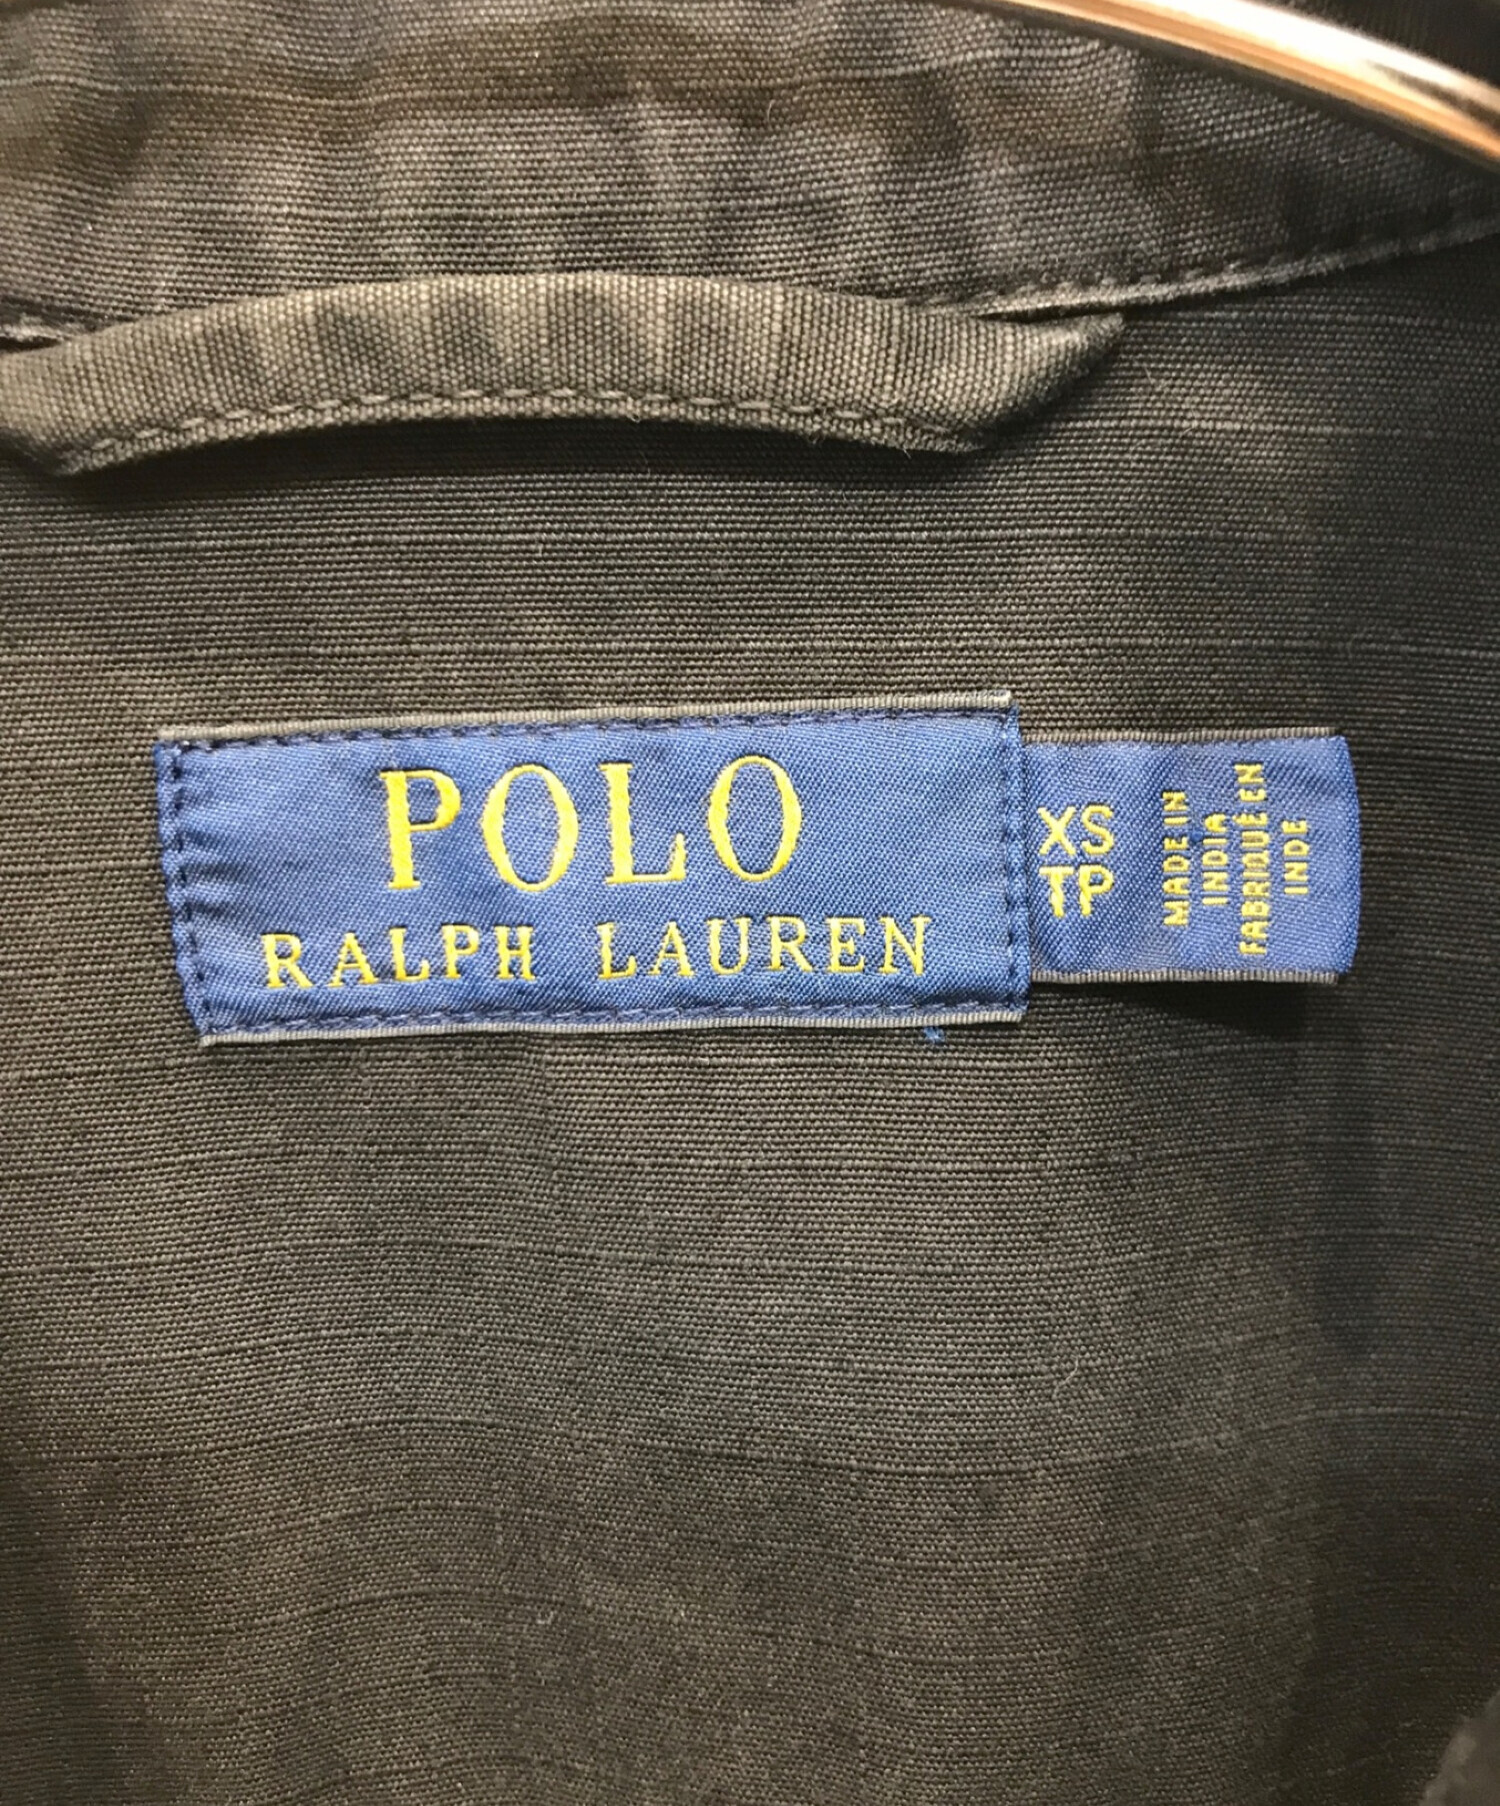 POLO
RALPH LAUREN
XS
TP
MADE IN
INDIA
FABRIQUÉ EN
INDE